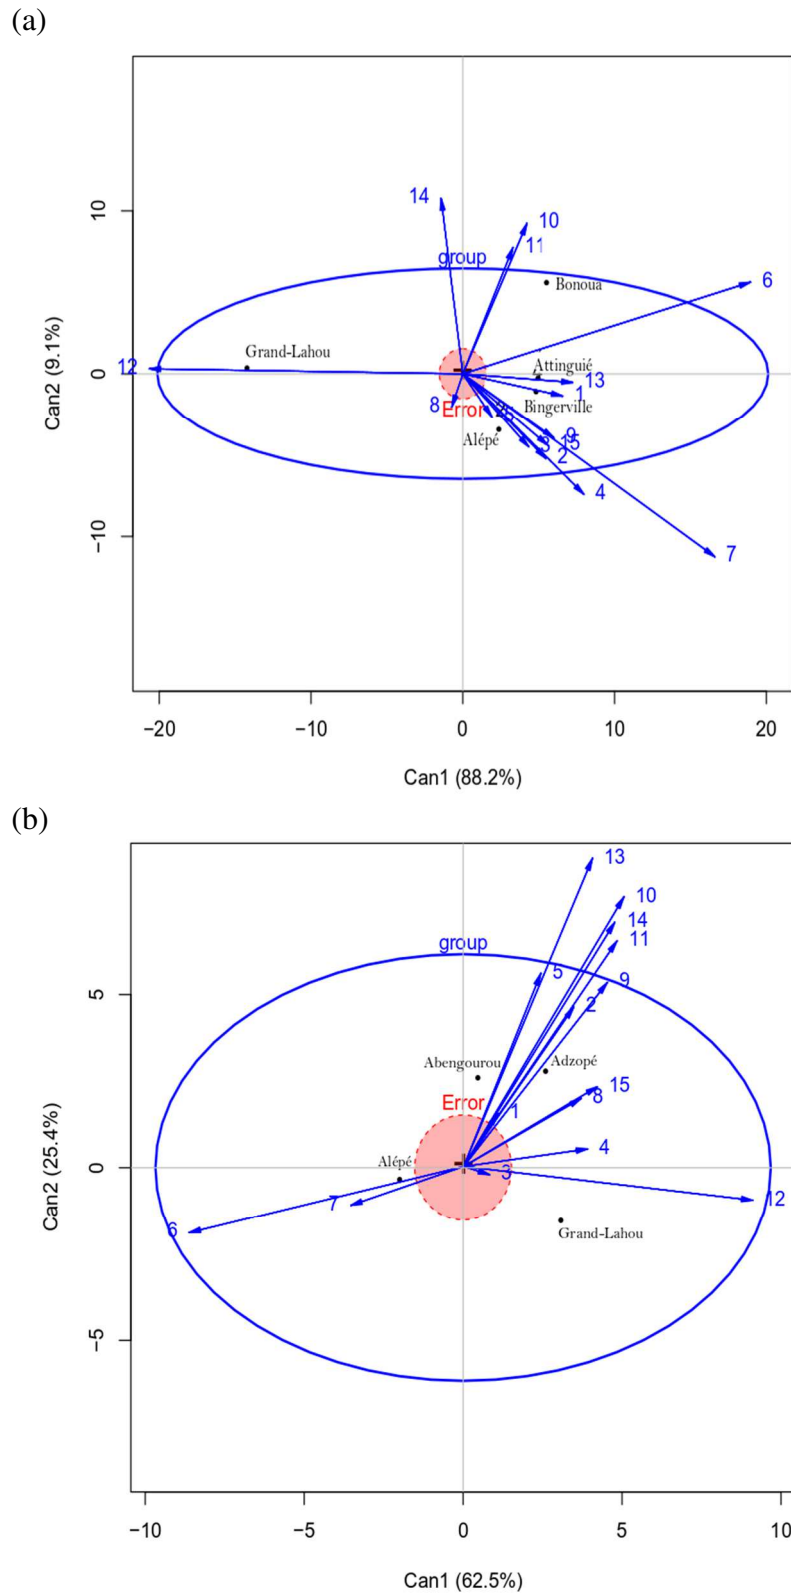 (a)
14
10
11
group
10
6
Bonoua
Can2 (9.1%)
12
Grand-Lahou
Attinguié
0
13
1
8
Error
Bingerville
Alépé
9
15
3
2
4
−10
7
−20
−10
0
10
20
Can1 (88.2%)
(b)
13
10
14
group
11
5
9
5
2
Abengourou
Adzopé
Error
15
8
1
Can2 (25.4%)
4
Alépé
0
3
7
12
6
Grand-Lahou
−5
−10
−5
0
5
10
Can1 (62.5%)